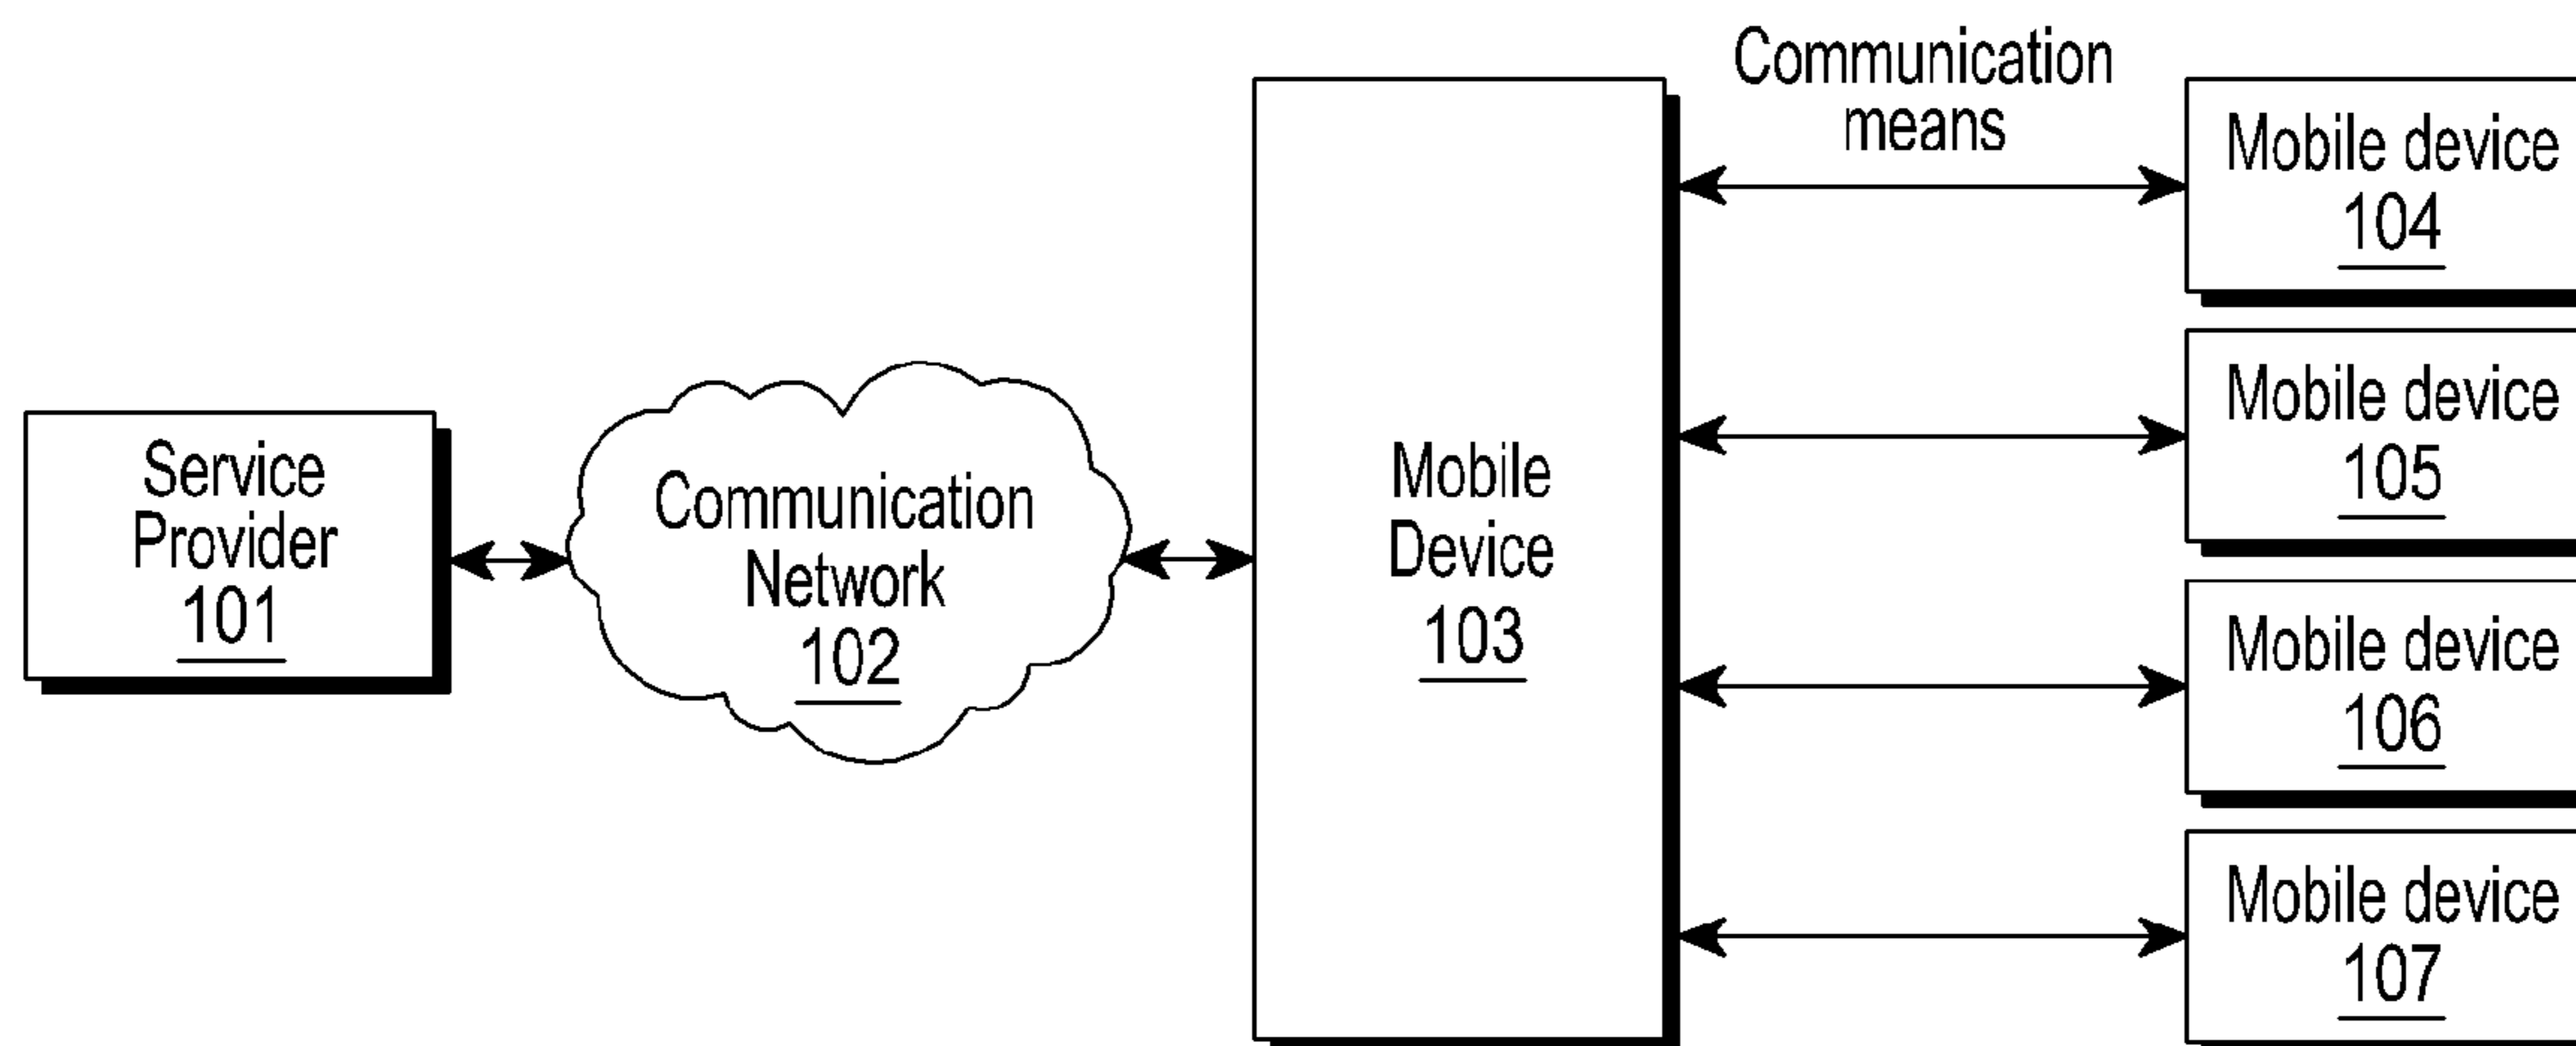 Service
Provider
101
Communication
Network
102
Mobile
Device
103
Communication
means
Mobile device
104
Mobile device
105
Mobile device
106
Mobile device
107